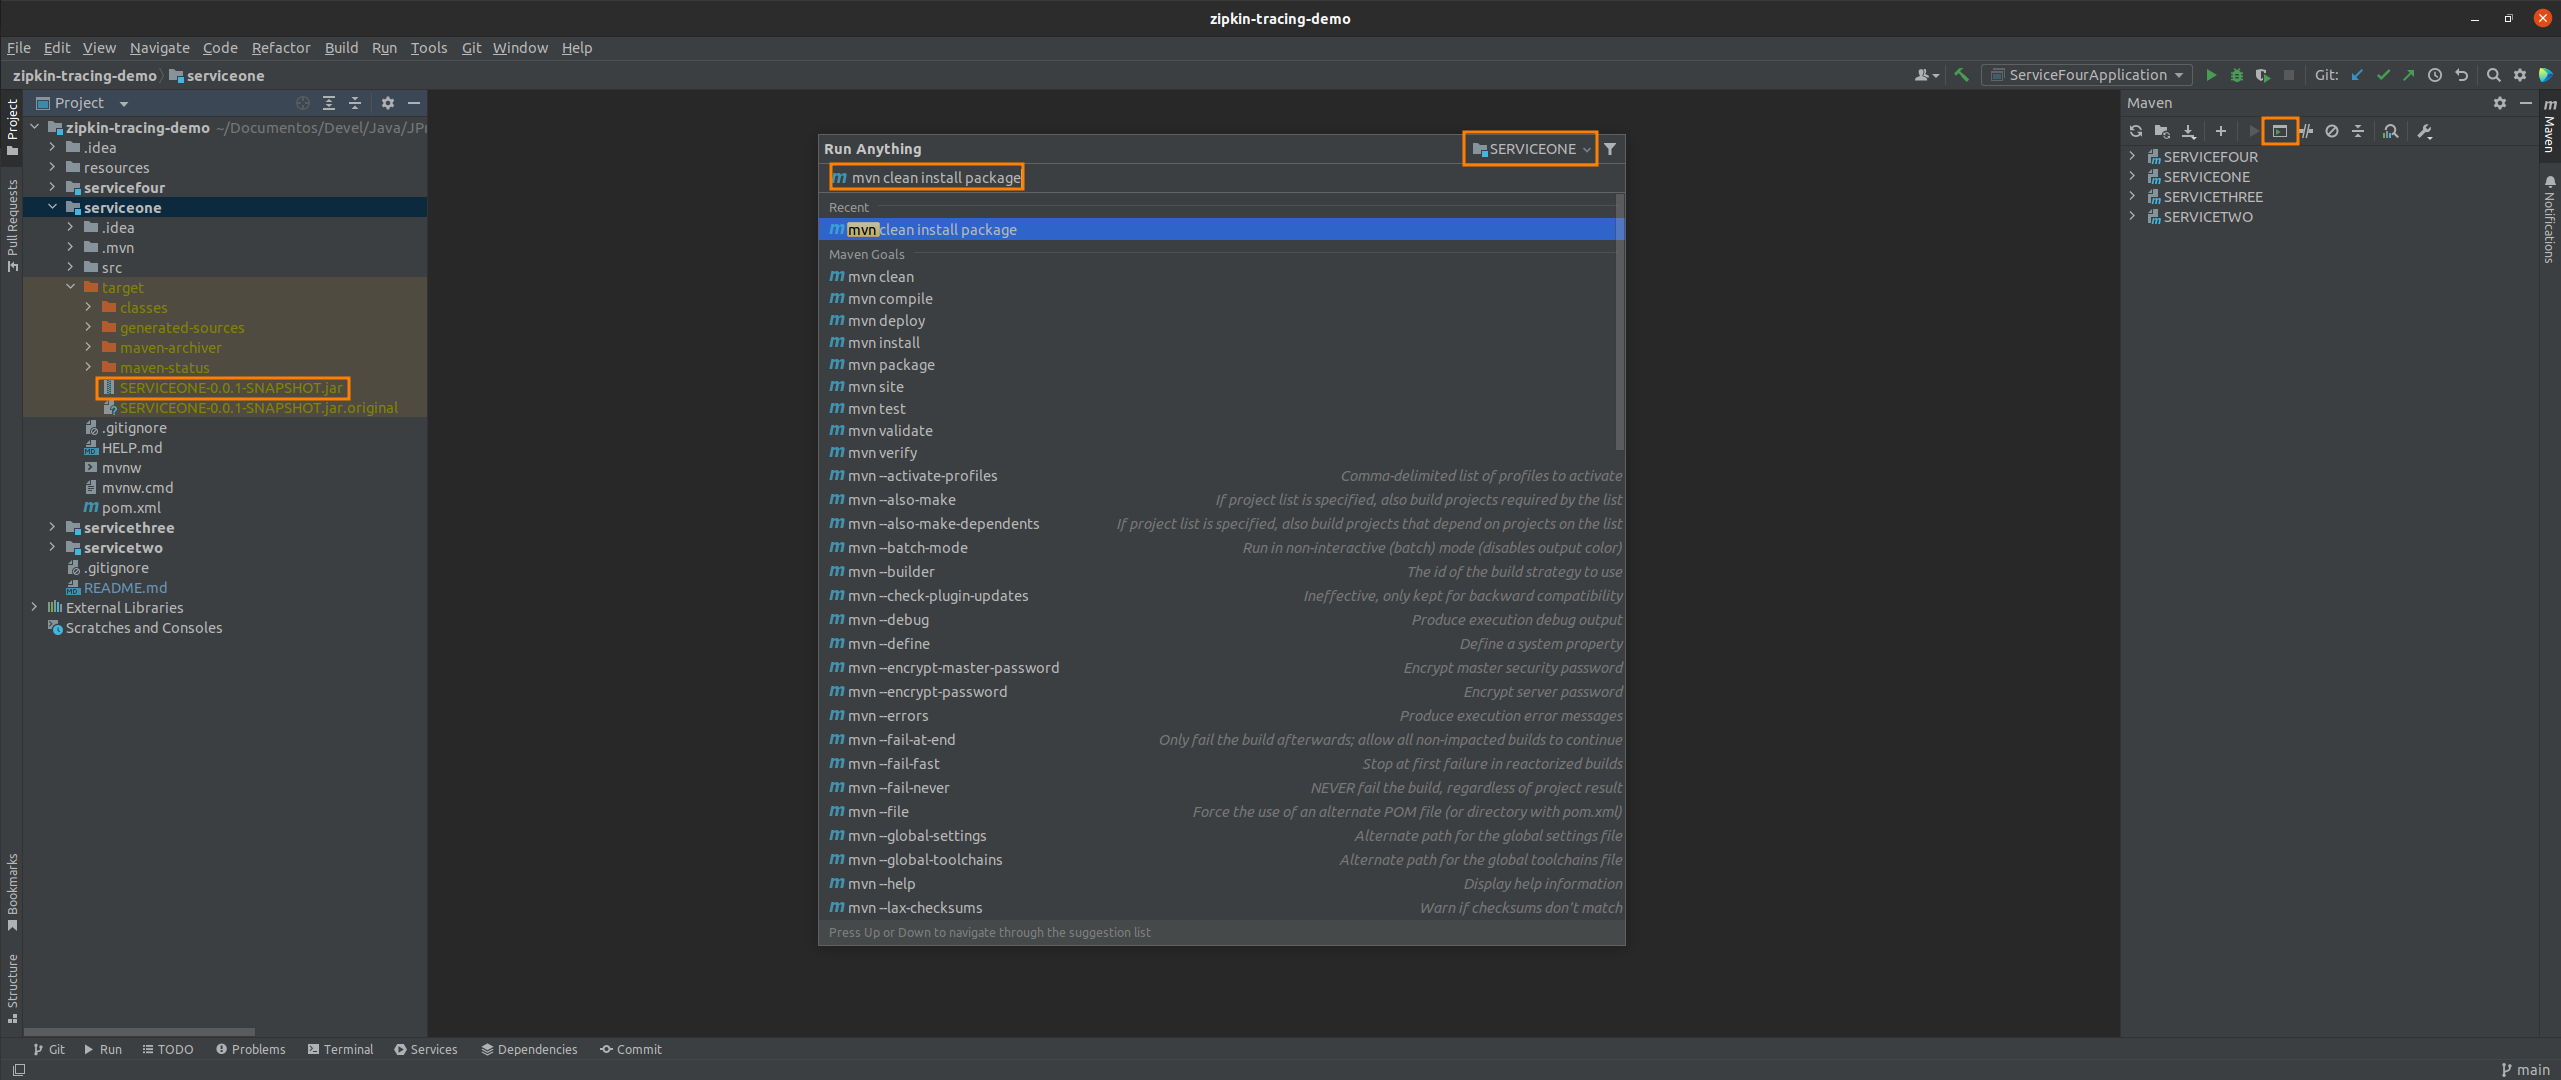 zipkin-tracing-demo
File Edit View Navigate Code Refactor Build Run Tools Git Window Help
zipkin-tracing-demo serviceone
ServiceFourApplication
Git:
Project
zipkin-tracing-demo ~/Documentos/Devel/Java/JPr
.idea
resources
servicefour
serviceone
.idea
.mvn
src
target
classes
generated-sources
maven-archiver
maven-status
SERVICEONE-0.0.1-SNAPSHOT.jar
SERVICEONE-0.0.1-SNAPSHOT.jar.original
.gitignore
HELP.md
mvnw
mvnw.cmd
pom.xml
servicethree
servicetwo
.gitignore
README.md
External Libraries
Scratches and Consoles
Project
Pull Requests
Bookmarks
Structure
Run Anything
SERVICEONE
mvn clean install package
Recent
mvn clean install package
Maven Goals
mvn clean
mvn compile
mvn deploy
mvn install
mvn package
mvn site
mvn test
mvn validate
mvn verify
mvn --activate-profiles Comma-delimited list of profiles to activate
mvn --also-make If project list is specified, also build projects required by the list
mvn --also-make-dependents If project list is specified, also build projects that depend on projects on the list
mvn --batch-mode Run in non-interactive (batch) mode (disables output color)
mvn --builder The id of the build strategy to use
mvn --check-plugin-updates Ineffective, only kept for backward compatibility
mvn --debug Produce execution debug output
mvn --define Define a system property
mvn --encrypt-master-password Encrypt master security password
mvn --encrypt-password Encrypt server password
mvn --errors Produce execution error messages
mvn --fail-at-end Only fail the build afterwards; allow all non-impacted builds to continue
mvn --fail-fast Stop at first failure in reactorized builds
mvn --fail-never NEVER fail the build, regardless of project result
mvn --file Force the use of an alternate POM file (or directory with pom.xml)
mvn --global-settings Alternate path for the global settings file
mvn --global-toolchains Alternate path for the global toolchains file
mvn --help Display help information
mvn --lax-checksums Warn if checksums don't match
Press Up or Down to navigate through the suggestion list
Maven
SERVICEFOUR
SERVICEONE
SERVICETHREE
SERVICETWO
Maven
Notifications
Git Run TODO Problems Terminal Services Dependencies Commit
main